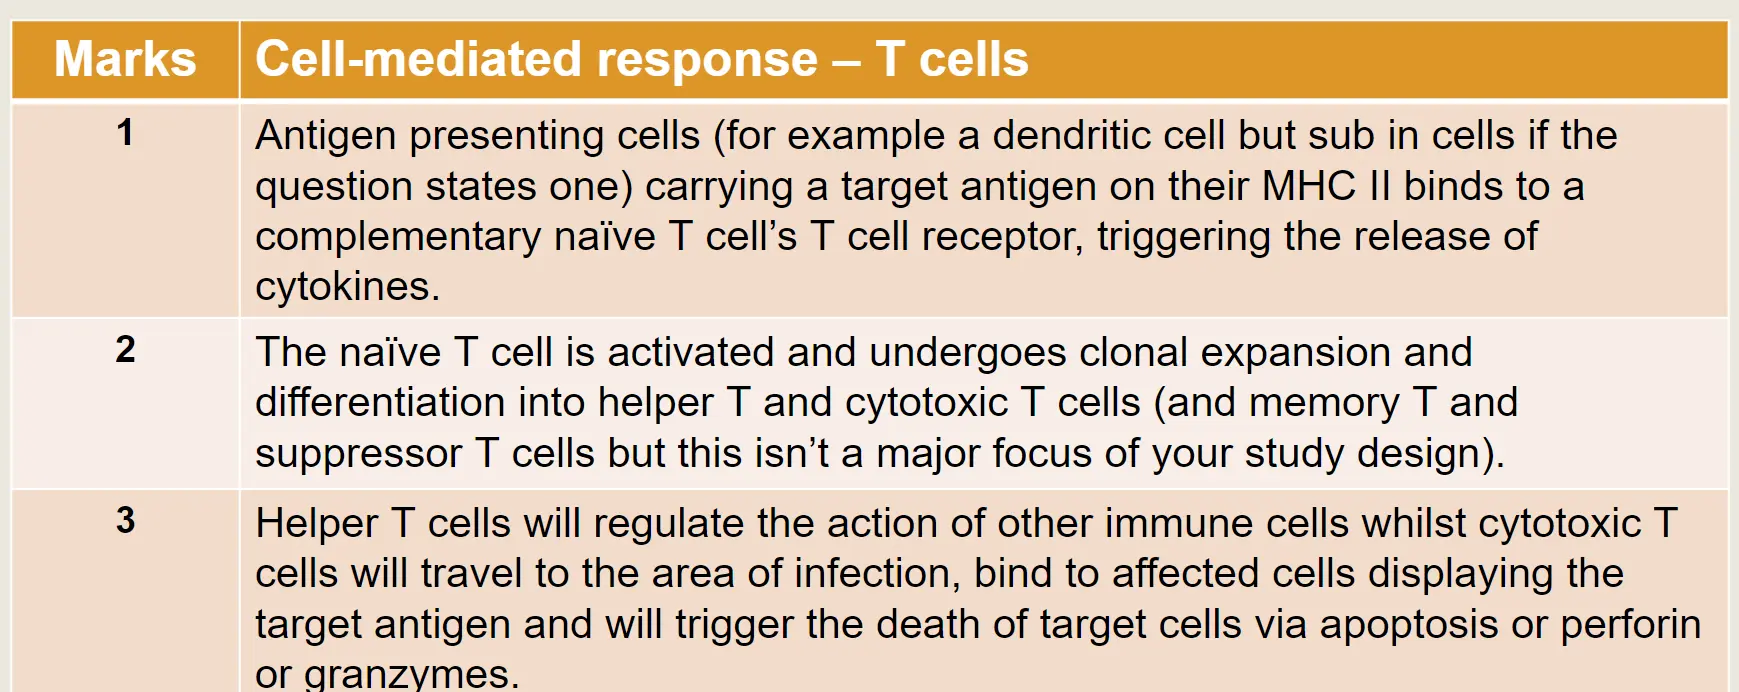 Marks
Cell-mediated response – T cells
1
Antigen presenting cells (for example a dendritic cell but sub in cells if the
question states one) carrying a target antigen on their MHC II binds to a
complementary naïve T cell’s T cell receptor, triggering the release of
cytokines.
2
The naïve T cell is activated and undergoes clonal expansion and
differentiation into helper T and cytotoxic T cells (and memory T and
suppressor T cells but this isn’t a major focus of your study design).
3
Helper T cells will regulate the action of other immune cells whilst cytotoxic T
cells will travel to the area of infection, bind to affected cells displaying the
target antigen and will trigger the death of target cells via apoptosis or perforin
or granzymes.